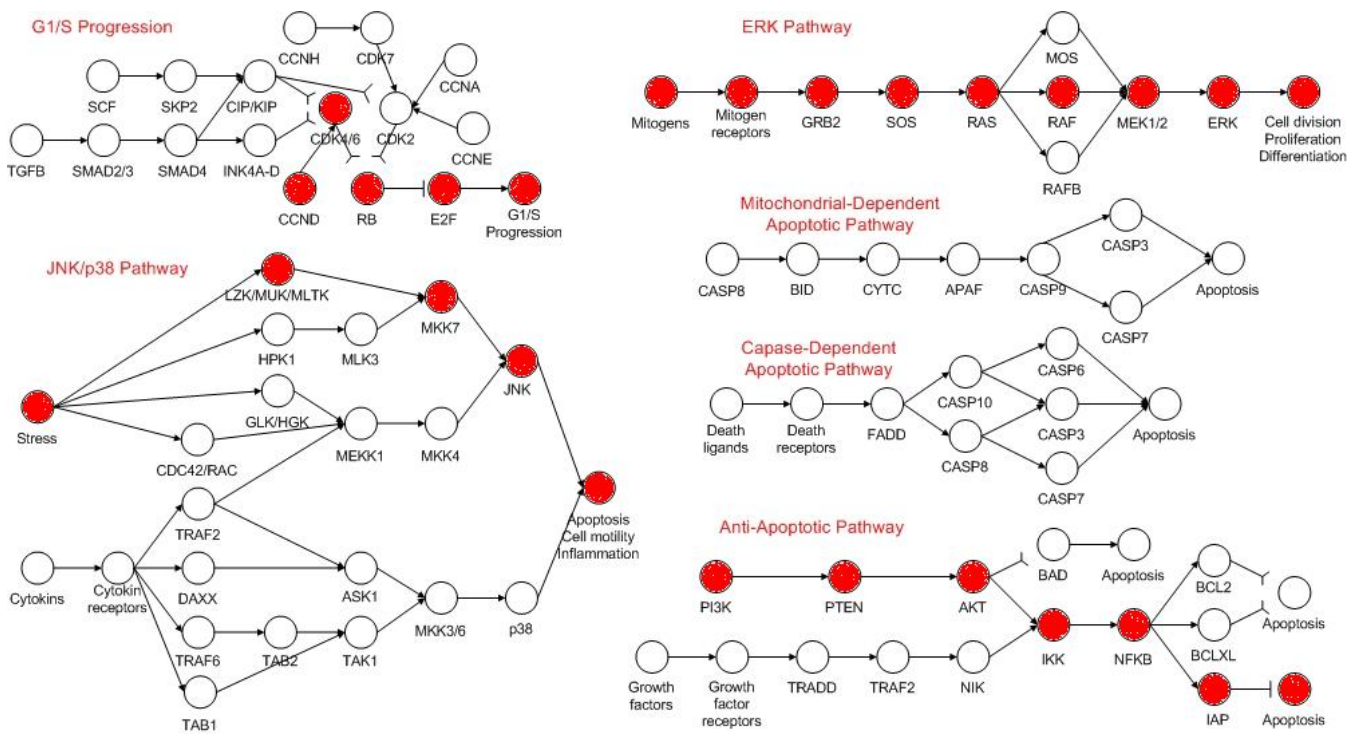 G1/S Progression
CCNH
CDK7
CCNA
SCF
SKP2
CIP/KIP
CDK4/6
CDK2
CCNE
TGFB
SMAD2/3
SMAD4
INK4A-D
CCND
RB
E2F
G1/S
Progression
JNK/p38 Pathway
LZK/MUK/MLTK
MKK7
HPK1
MLK3
JNK
Stress
GLK/HGK
CDC42/RAC
MEKK1
MKK4
TRAF2
Apoptosis
Cell motility
Inflammation
Cytokins
Cytokin
receptors
DAXX
ASK1
MKK3/6
p38
TRAF6
TAB2
TAK1
TAB1
ERK Pathway
MOS
Mitogens
Mitogen
receptors
GRB2
SOS
RAS
RAF
MEK1/2
ERK
Cell division
Proliferation
Differentiation
RAFB
Mitochondrial-Dependent
Apoptotic Pathway
CASP3
CASP8
BID
CYTC
APAF
CASP9
Apoptosis
CASP7
Capase-Dependent
Apoptotic Pathway
CASP6
CASP10
Death
ligands
Death
receptors
FADD
CASP3
Apoptosis
CASP8
CASP7
Anti-Apoptotic Pathway
BAD
Apoptosis
BCL2
PI3K
PTEN
AKT
Apoptosis
IKK
NFKB
BCLXL
Growth
factors
Growth
factor
receptors
TRADD
TRAF2
NIK
IAP
Apoptosis